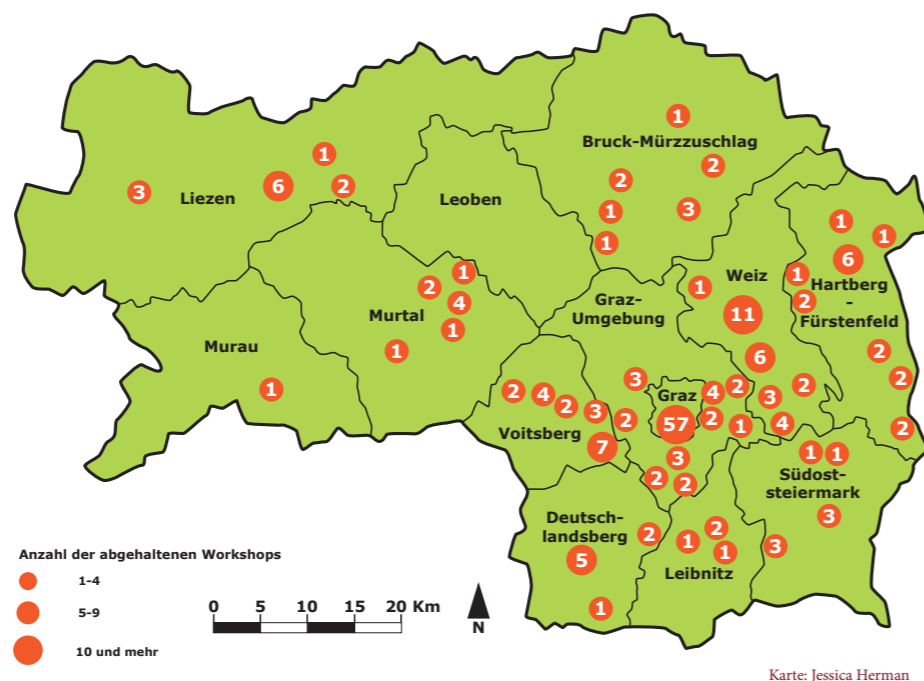 1
Bruck-Mürzzuschlag
2
1
3
6
2
Liezen
2
Leoben
1
3
1
1
1
6
1
Weiz
1
Hartberg
-
Fürstenfeld
2
1
2
1
4
Murtal
1
1
Graz-
Umgebung
11
Murau
1
6
2
2
2
3
Graz
4
2
2
3
4
57
2
1
2
4
2
3
2
Voitsberg
7
3
2
2
1
1
Südost-
steiermark
3
3
Deutsch-
landsberg
2
5
1
2
1
1
Leibnitz
Anzahl der abgehaltenen Workshops
1-4
5-9
10 und mehr
0 5 10 15 20 Km
N
Karte: Jessica Herman